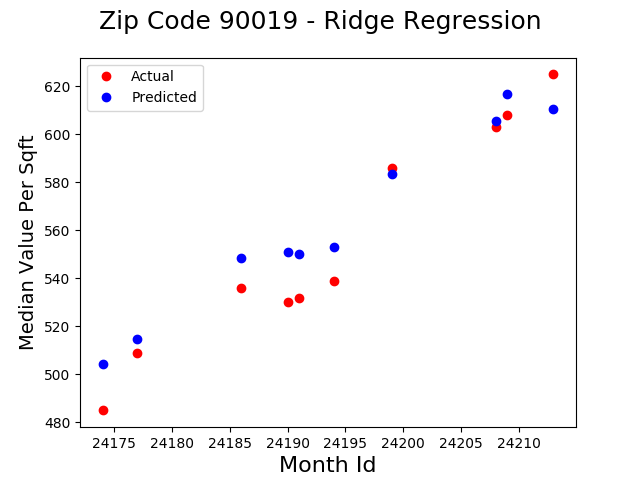 Zip Code 90019 - Ridge Regression
Actual
Predicted
Median Value Per Sqft
620
600
580
560
540
520
500
480
24175 24180 24185 24190 24195 24200 24205 24210
Month Id